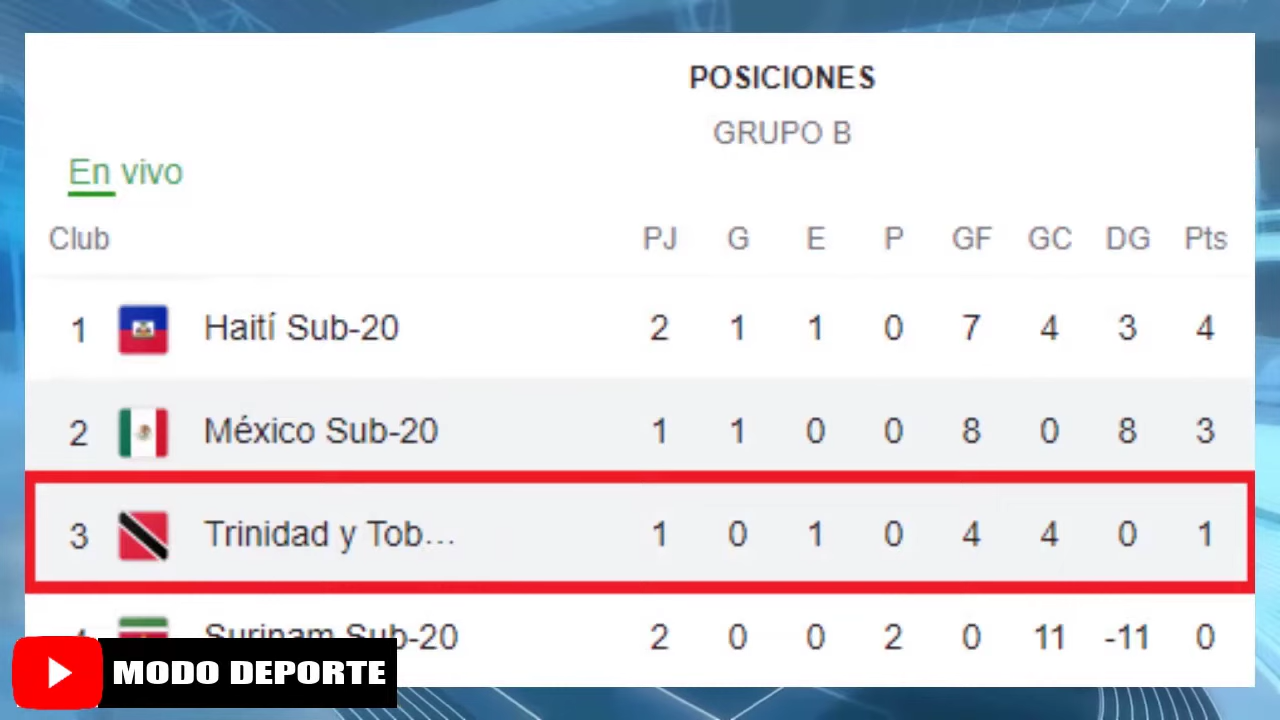 POSICIONES
GRUPO B
En vivo
Club PJ G E P GF GC DG Pts
1 Haití Sub-20 2 1 1 0 7 4 3 4
2 México Sub-20 1 1 0 0 8 0 8 3
3 Trinidad y Tob... 1 0 1 0 4 4 0 1
4 Surinam Sub-20 2 0 0 2 0 11 -11 0
MODO DEPORTE